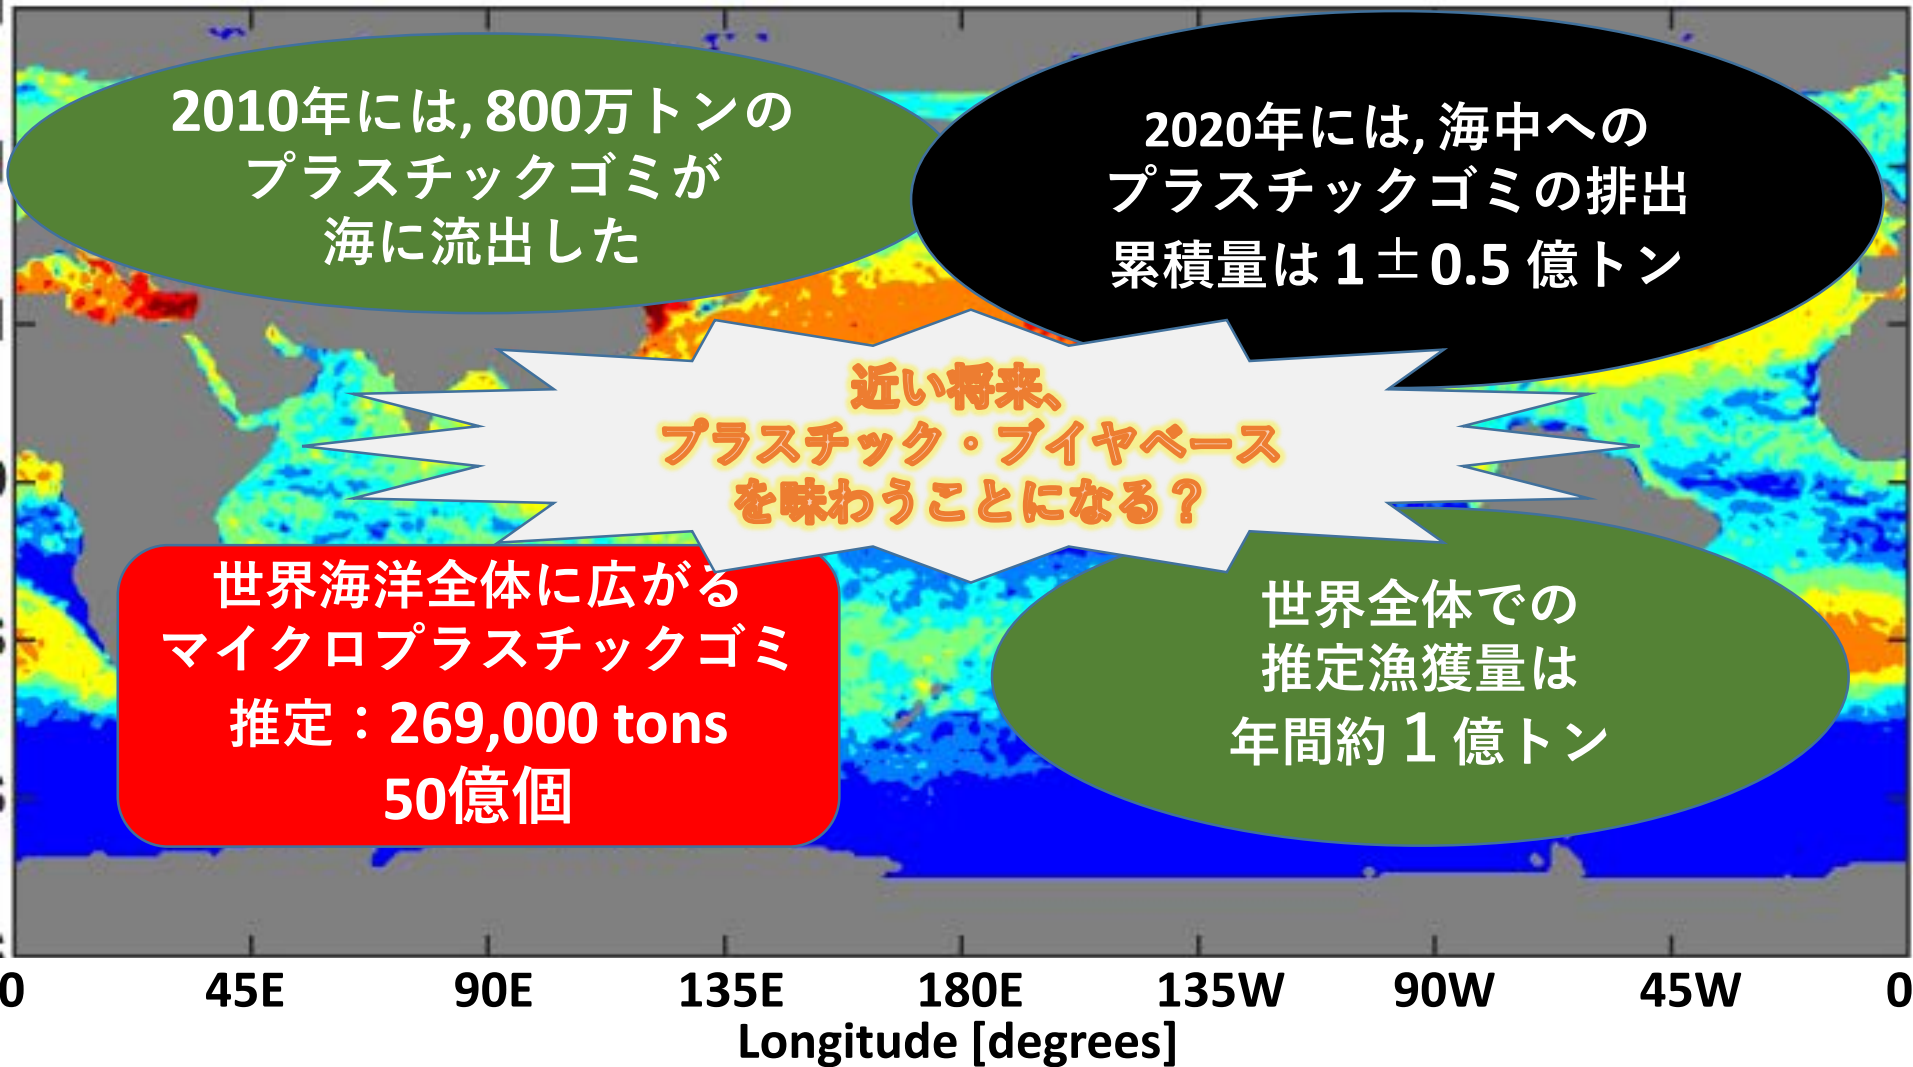 2010年には, 800万トンの
プラスチックゴミが
海に流出した
2020年には, 海中への
プラスチックゴミの排出
累積量は 1 ± 0.5 億トン
近い将来、
プラスチック・ブイヤベース
を味わうことになる？
世界海洋全体に広がる
マイクロプラスチックゴミ
推定：269,000 tons
50億個
世界全体での
推定漁獲量は
年間約１億トン
0 45E 90E 135E 180E 135W 90W 45W 0
Longitude [degrees]